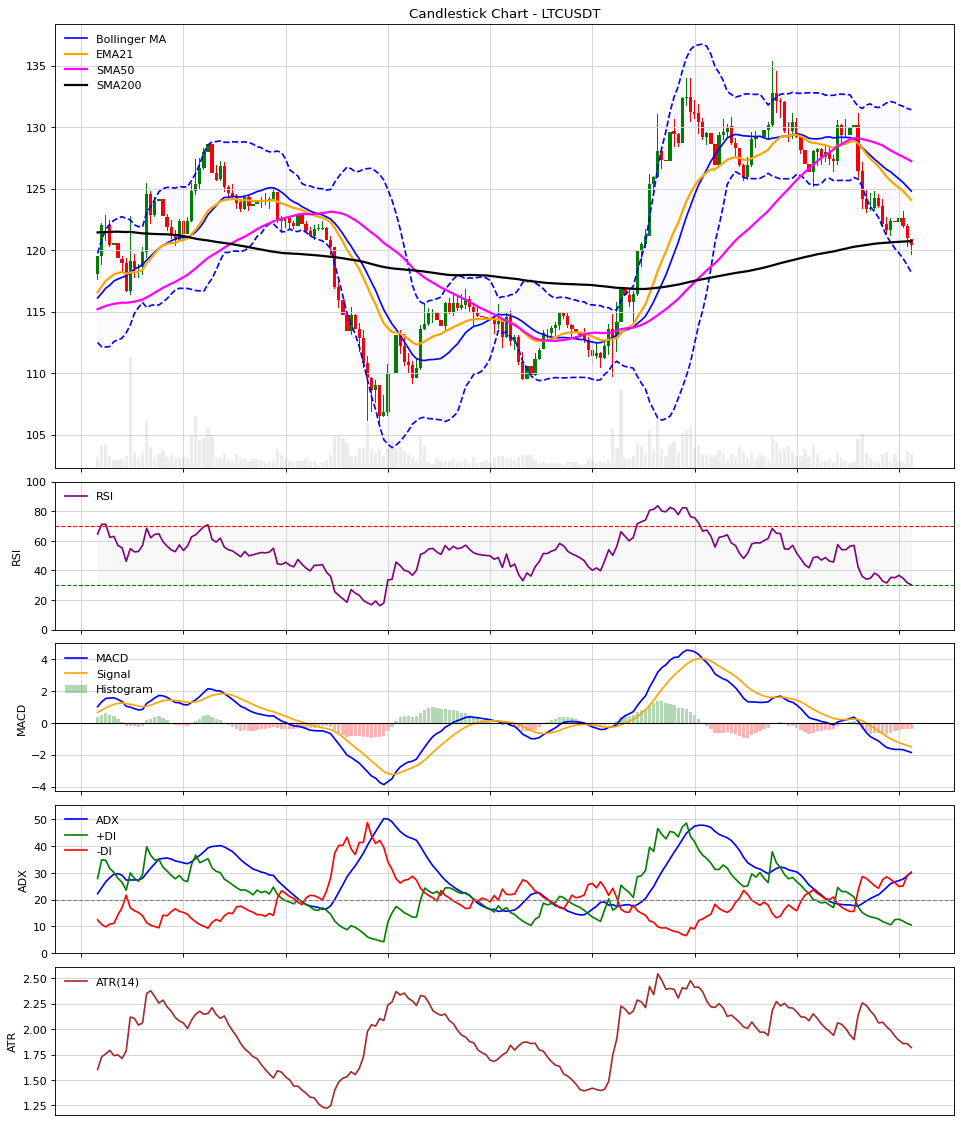 Candlestick Chart - LTCUSDT
Bollinger MA
EMA21
SMA50
SMA200
135
130
125
120
115
110
105
RSI
100
80
60
40
20
0
RSI
MACD
Signal
Histogram
4
2
0
−2
−4
MACD
ADX
+DI
-DI
50
40
30
20
10
0
ADX
ATR(14)
2.50
2.25
2.00
1.75
1.50
1.25
ATR